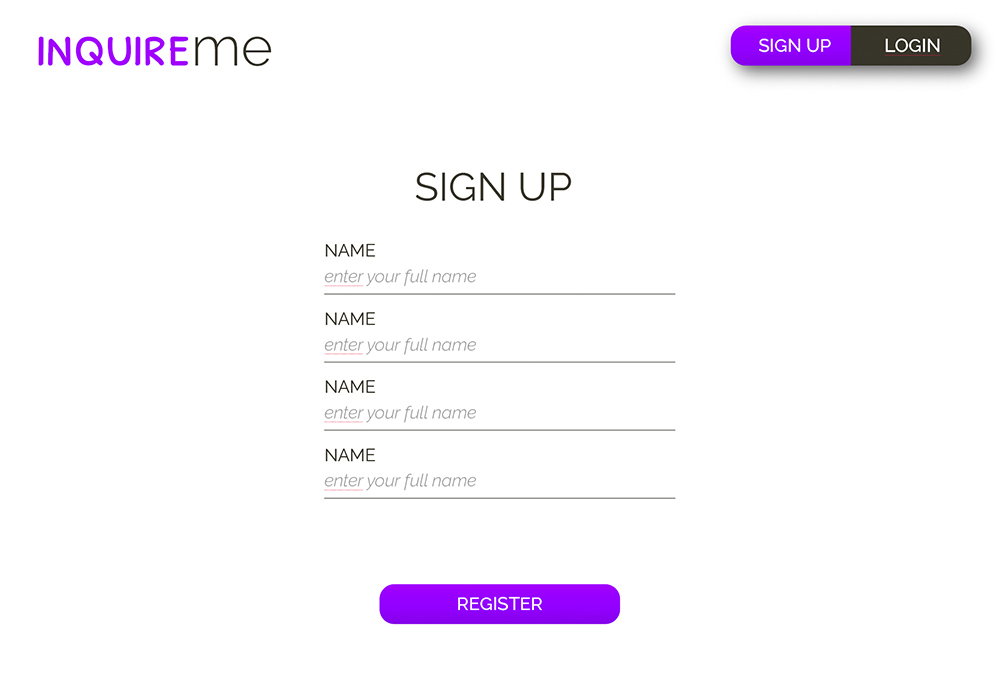 INQUIREme
SIGN UP
LOGIN
SIGN UP
NAME
enter your full name
NAME
enter your full name
NAME
enter your full name
NAME
enter your full name
REGISTER